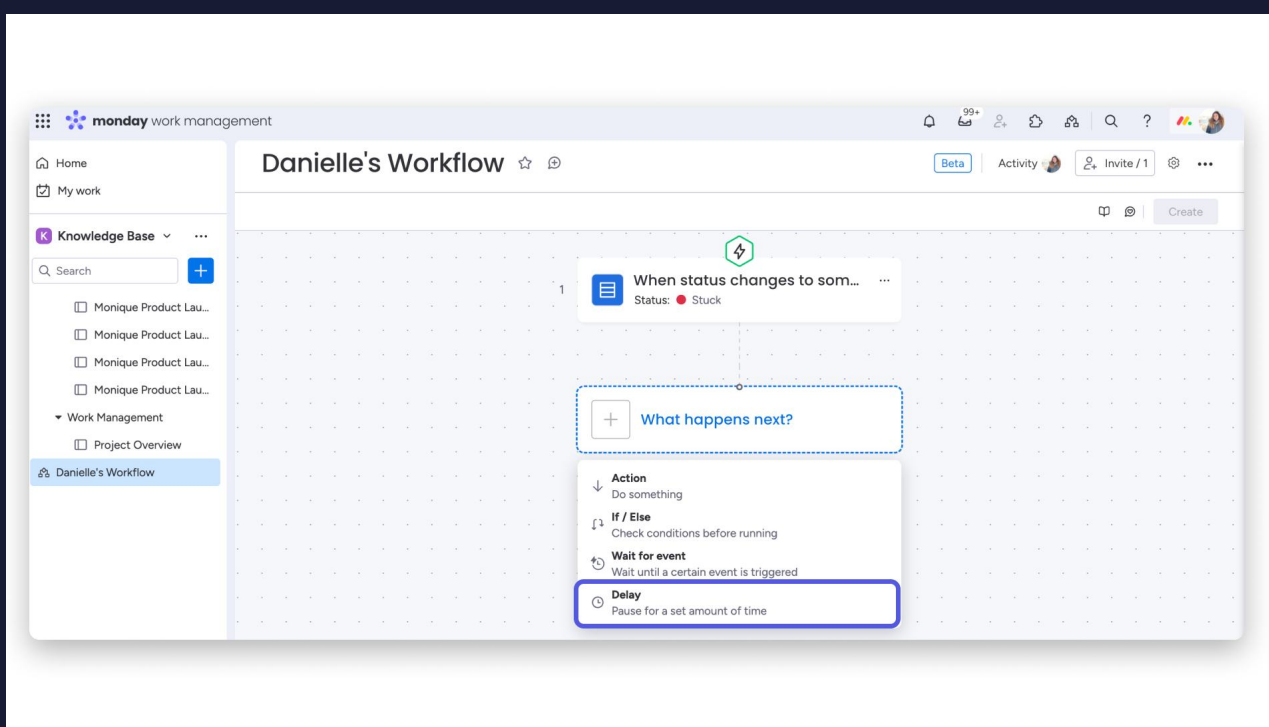 monday work management
99+
Home
My work
Knowledge Base
Search
Monique Product Lau...
Monique Product Lau...
Monique Product Lau...
Monique Product Lau...
Work Management
Project Overview
Danielle's Workflow
Danielle's Workflow
Beta
Activity
Invite / 1
Create
1
When status changes to som...
Status: Stuck
What happens next?
Action
Do something
If / Else
Check conditions before running
Wait for event
Wait until a certain event is triggered
Delay
Pause for a set amount of time